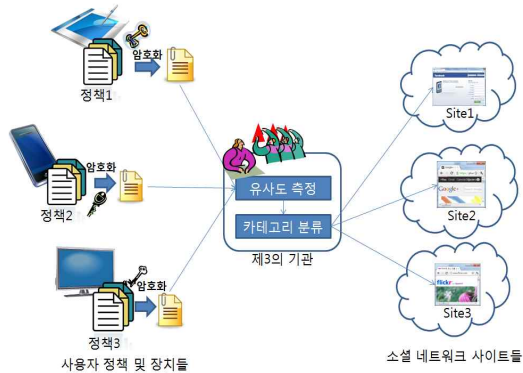 암호화
정책1
암호화
정책2
암호화
정책3
사용자 정책 및 장치들
유사도 측정
카테고리 분류
제3의 기관
Site1
Google
Site2
flickr
Site3
소셜 네트워크 사이트들